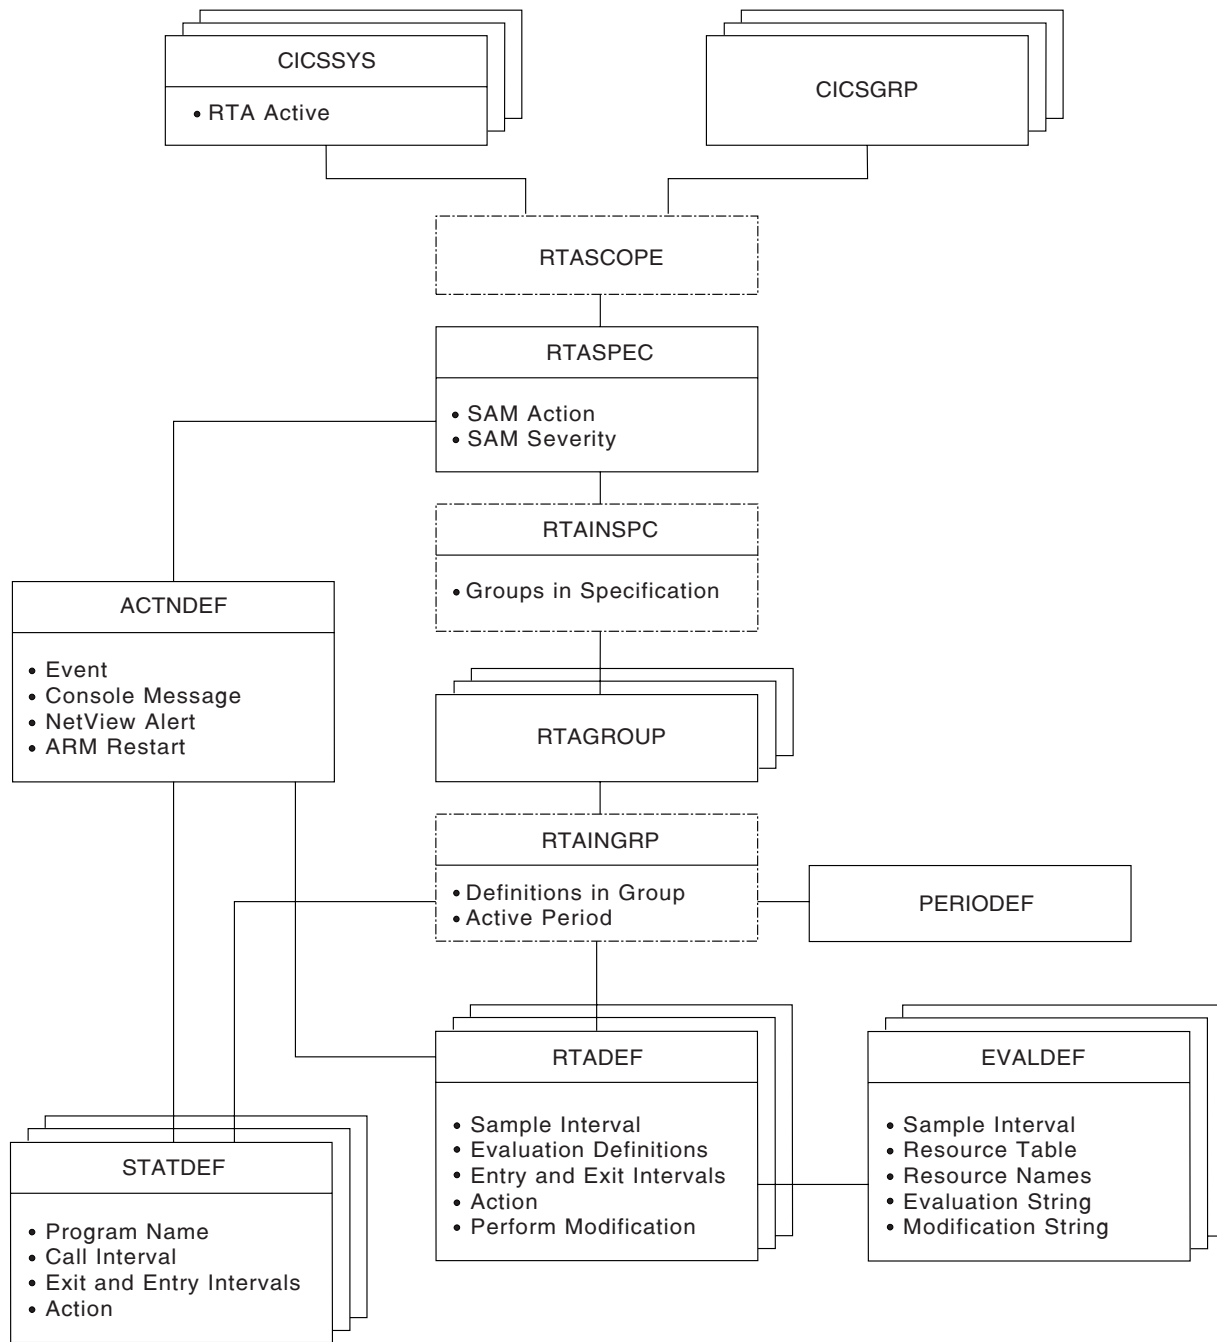 CICSSYS
• RTA Active
CICSGRP
RTASCOPE
RTASPEC
• SAM Action
• SAM Severity
RTAINSPC
• Groups in Specification
ACTNDEF
• Event
• Console Message
• NetView Alert
• ARM Restart
RTAGROUP
RTAINGRP
• Definitions in Group
• Active Period
PERIODEF
RTADEF
• Sample Interval
• Evaluation Definitions
• Entry and Exit Intervals
• Action
• Perform Modification
EVALDEF
• Sample Interval
• Resource Table
• Resource Names
• Evaluation String
• Modification String
STATDEF
• Program Name
• Call Interval
• Exit and Entry Intervals
• Action